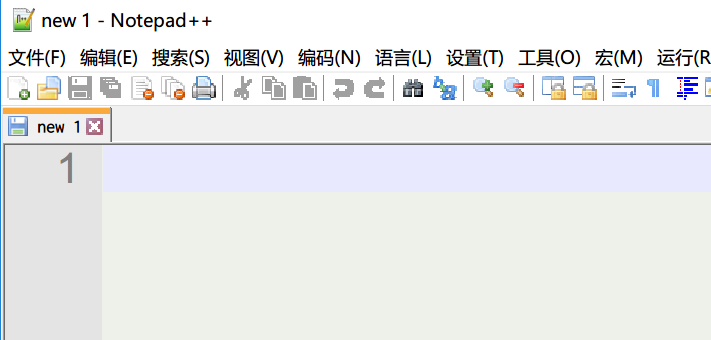 new 1 - Notepad++
文件(F) 编辑(E) 搜索(S) 视图(V) 编码(N) 语言(L) 设置(T) 工具(O) 宏(M) 运行(R
new 1
1